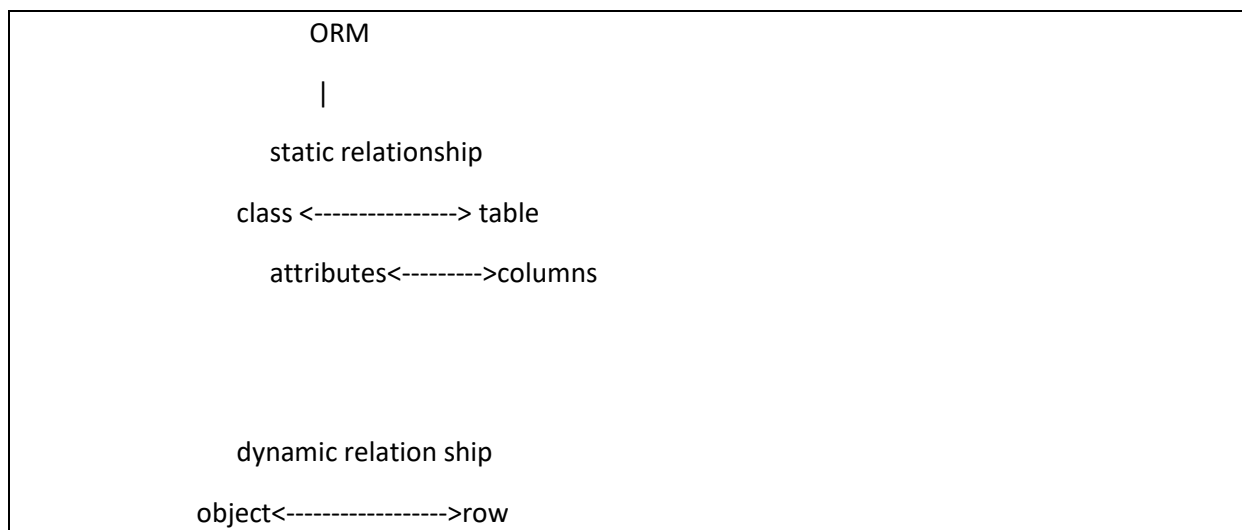 ORM
|
static relationship
class <----------------> table
attributes<--------->columns
dynamic relation ship
object<------------------>row